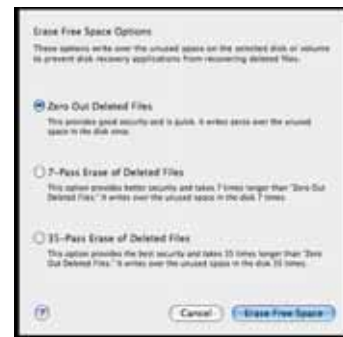 Erase Free Space Options
These options write over the unused space on the selected disk or volume
to prevent disk recovery applications from recovering deleted files.
Zero Out Deleted Files
This provides good security and is quick. It writes zeros over the unused
space in the disk once.
7-Pass Erase of Deleted Files
This option provides better security and takes 7 times longer than "Zero Out
Deleted Files." It writes over the unused space in the disk 7 times.
35-Pass Erase of Deleted Files
This option provides the best security and takes 35 times longer than "Zero
Out Deleted Files." It writes over the unused space in the disk 35 times.
?
Cancel
Erase Free Space